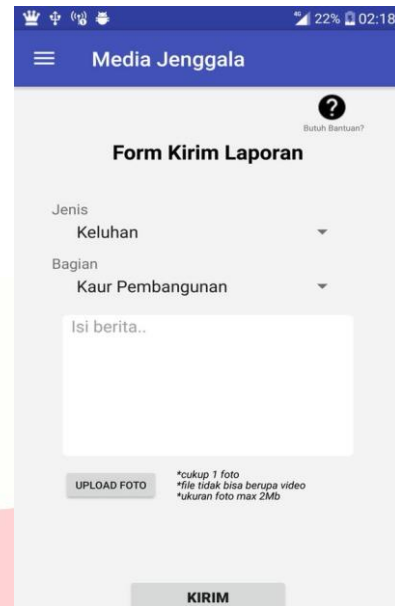 22% 02:18
Media Jenggala
?
Butuh Bantuan?
Form Kirim Laporan
Jenis
Keluhan
Bagian
Kaur Pembangunan
Isi berita..
UPLOAD FOTO
*cukup 1 foto
*file tidak bisa berupa video
*ukuran foto max 2Mb
KIRIM